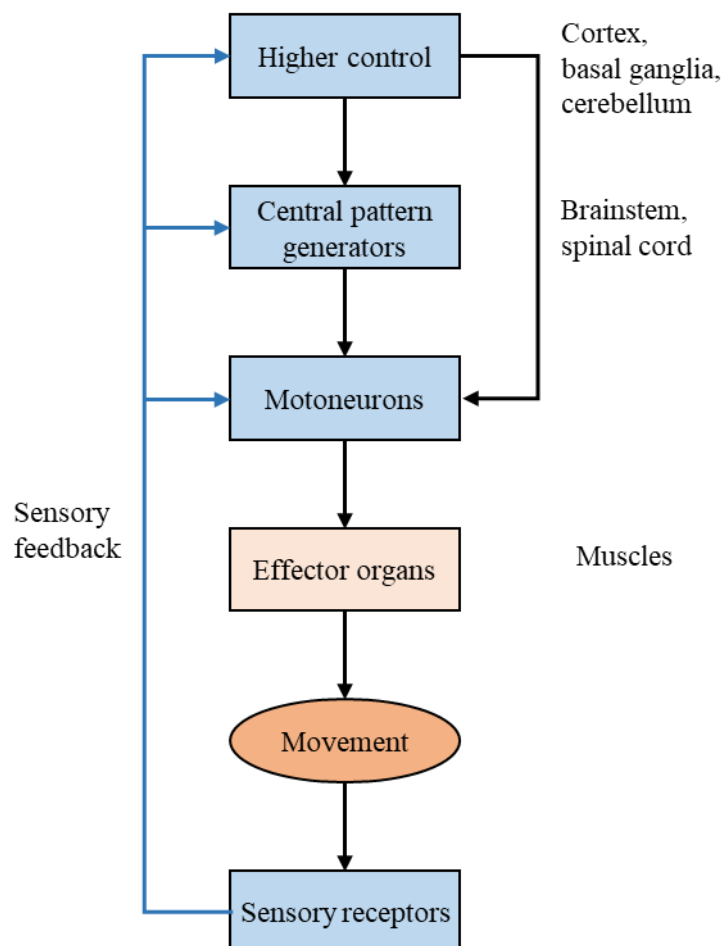 Higher control
Cortex,
basal ganglia,
cerebellum
Central pattern
generators
Brainstem,
spinal cord
Motoneurons
Sensory
feedback
Effector organs
Muscles
Movement
Sensory receptors